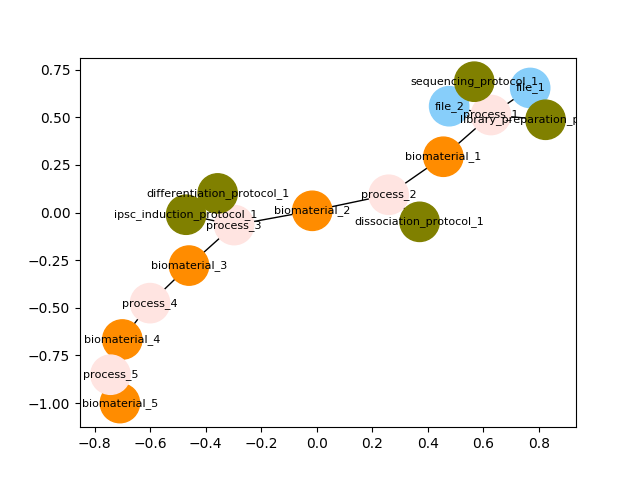 0.75
0.50
0.25
0.00
−0.25
−0.50
−0.75
−1.00
sequencing_protocol_1
file_1
file_2
process_1
library_preparation_p
biomaterial_1
process_2
differentiation_protocol_1
ipsc_induction_protocol_1
biomaterial_2
dissociation_protocol_1
process_3
biomaterial_3
process_4
biomaterial_4
process_5
biomaterial_5
−0.8 −0.6 −0.4 −0.2 0.0 0.2 0.4 0.6 0.8